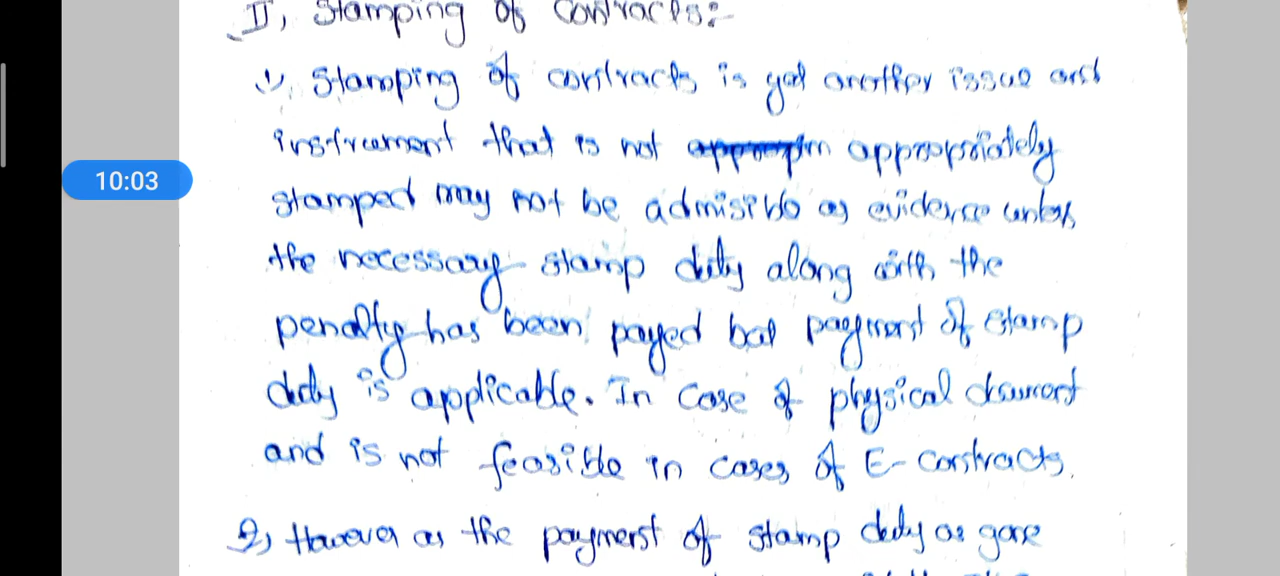 II, Stamping of Contracts:-
1, Stamping of contracts is yet another issue and
instrument that is not appropriately
10:03
stamped may not be admisible as evidence unless
the necessary stamp duty along with the
penalty has been payed but payment of stamp
duty is applicable. In case of physical document
and is not feasible in cases of E-contracts.
2, However as the payment of stamp duty as gone